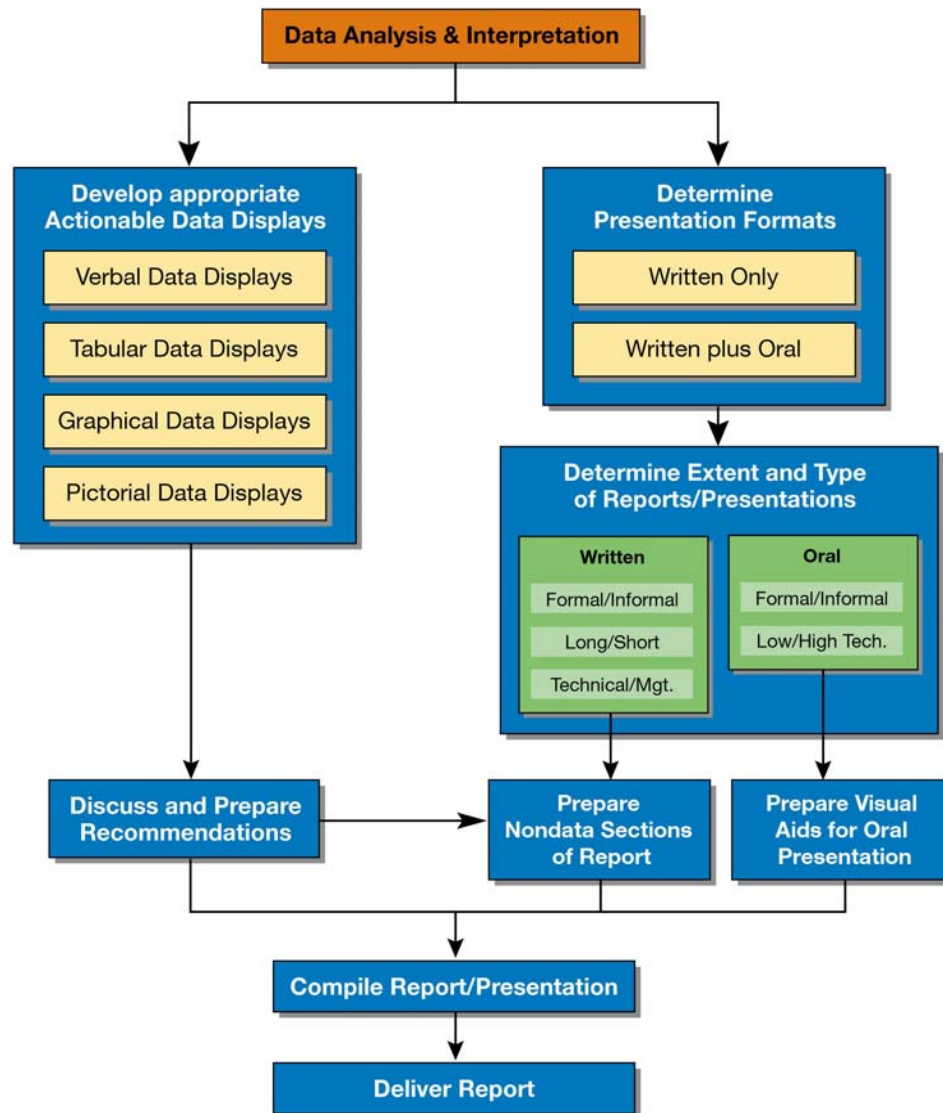 Data Analysis & Interpretation
Develop appropriate
Actionable Data Displays
Verbal Data Displays
Tabular Data Displays
Graphical Data Displays
Pictorial Data Displays
Determine
Presentation Formats
Written Only
Written plus Oral
Determine Extent and Type
of Reports/Presentations
Written
Formal/Informal
Long/Short
Technical/Mgt.
Oral
Formal/Informal
Low/High Tech.
Discuss and Prepare
Recommendations
Prepare
Nondata Sections
of Report
Prepare Visual
Aids for Oral
Presentation
Compile Report/Presentation
Deliver Report